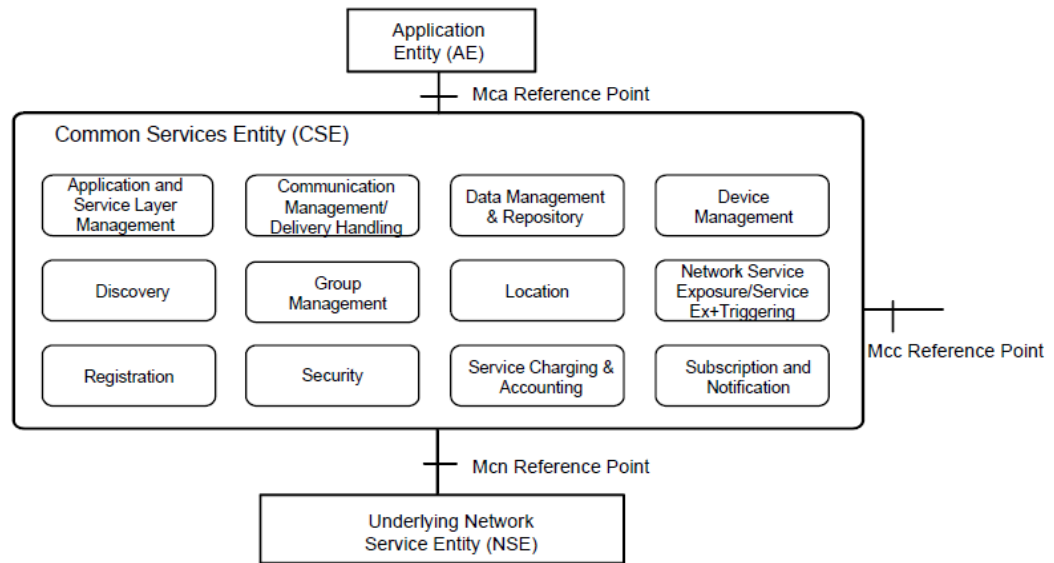 Application
Entity (AE)
Mca Reference Point
Common Services Entity (CSE)
Application and
Service Layer
Management
Communication
Management/
Delivery Handling
Data Management
& Repository
Device
Management
Discovery
Group
Management
Location
Network Service
Exposure/Service
Ex+Triggering
Mcc Reference Point
Registration
Security
Service Charging &
Accounting
Subscription and
Notification
Mcn Reference Point
Underlying Network
Service Entity (NSE)